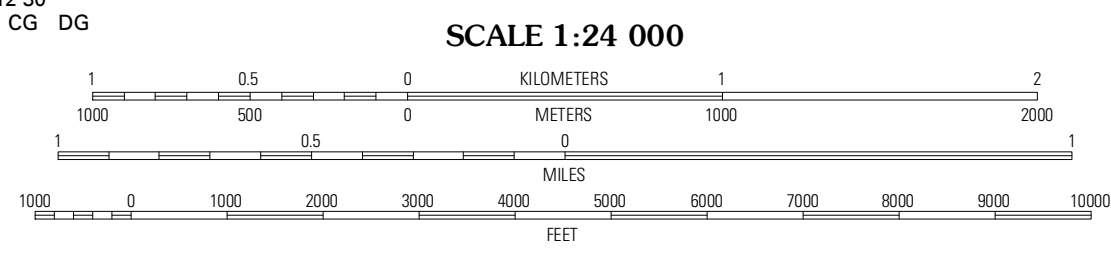 CG DG
SCALE 1:24 000
1 0.5 0 KILOMETERS 1 2
1000 500 0 METERS 1000 2000
1 0.5 0 1
MILES
1000 0 1000 2000 3000 4000 5000 6000 7000 8000 9000 10000
FEET